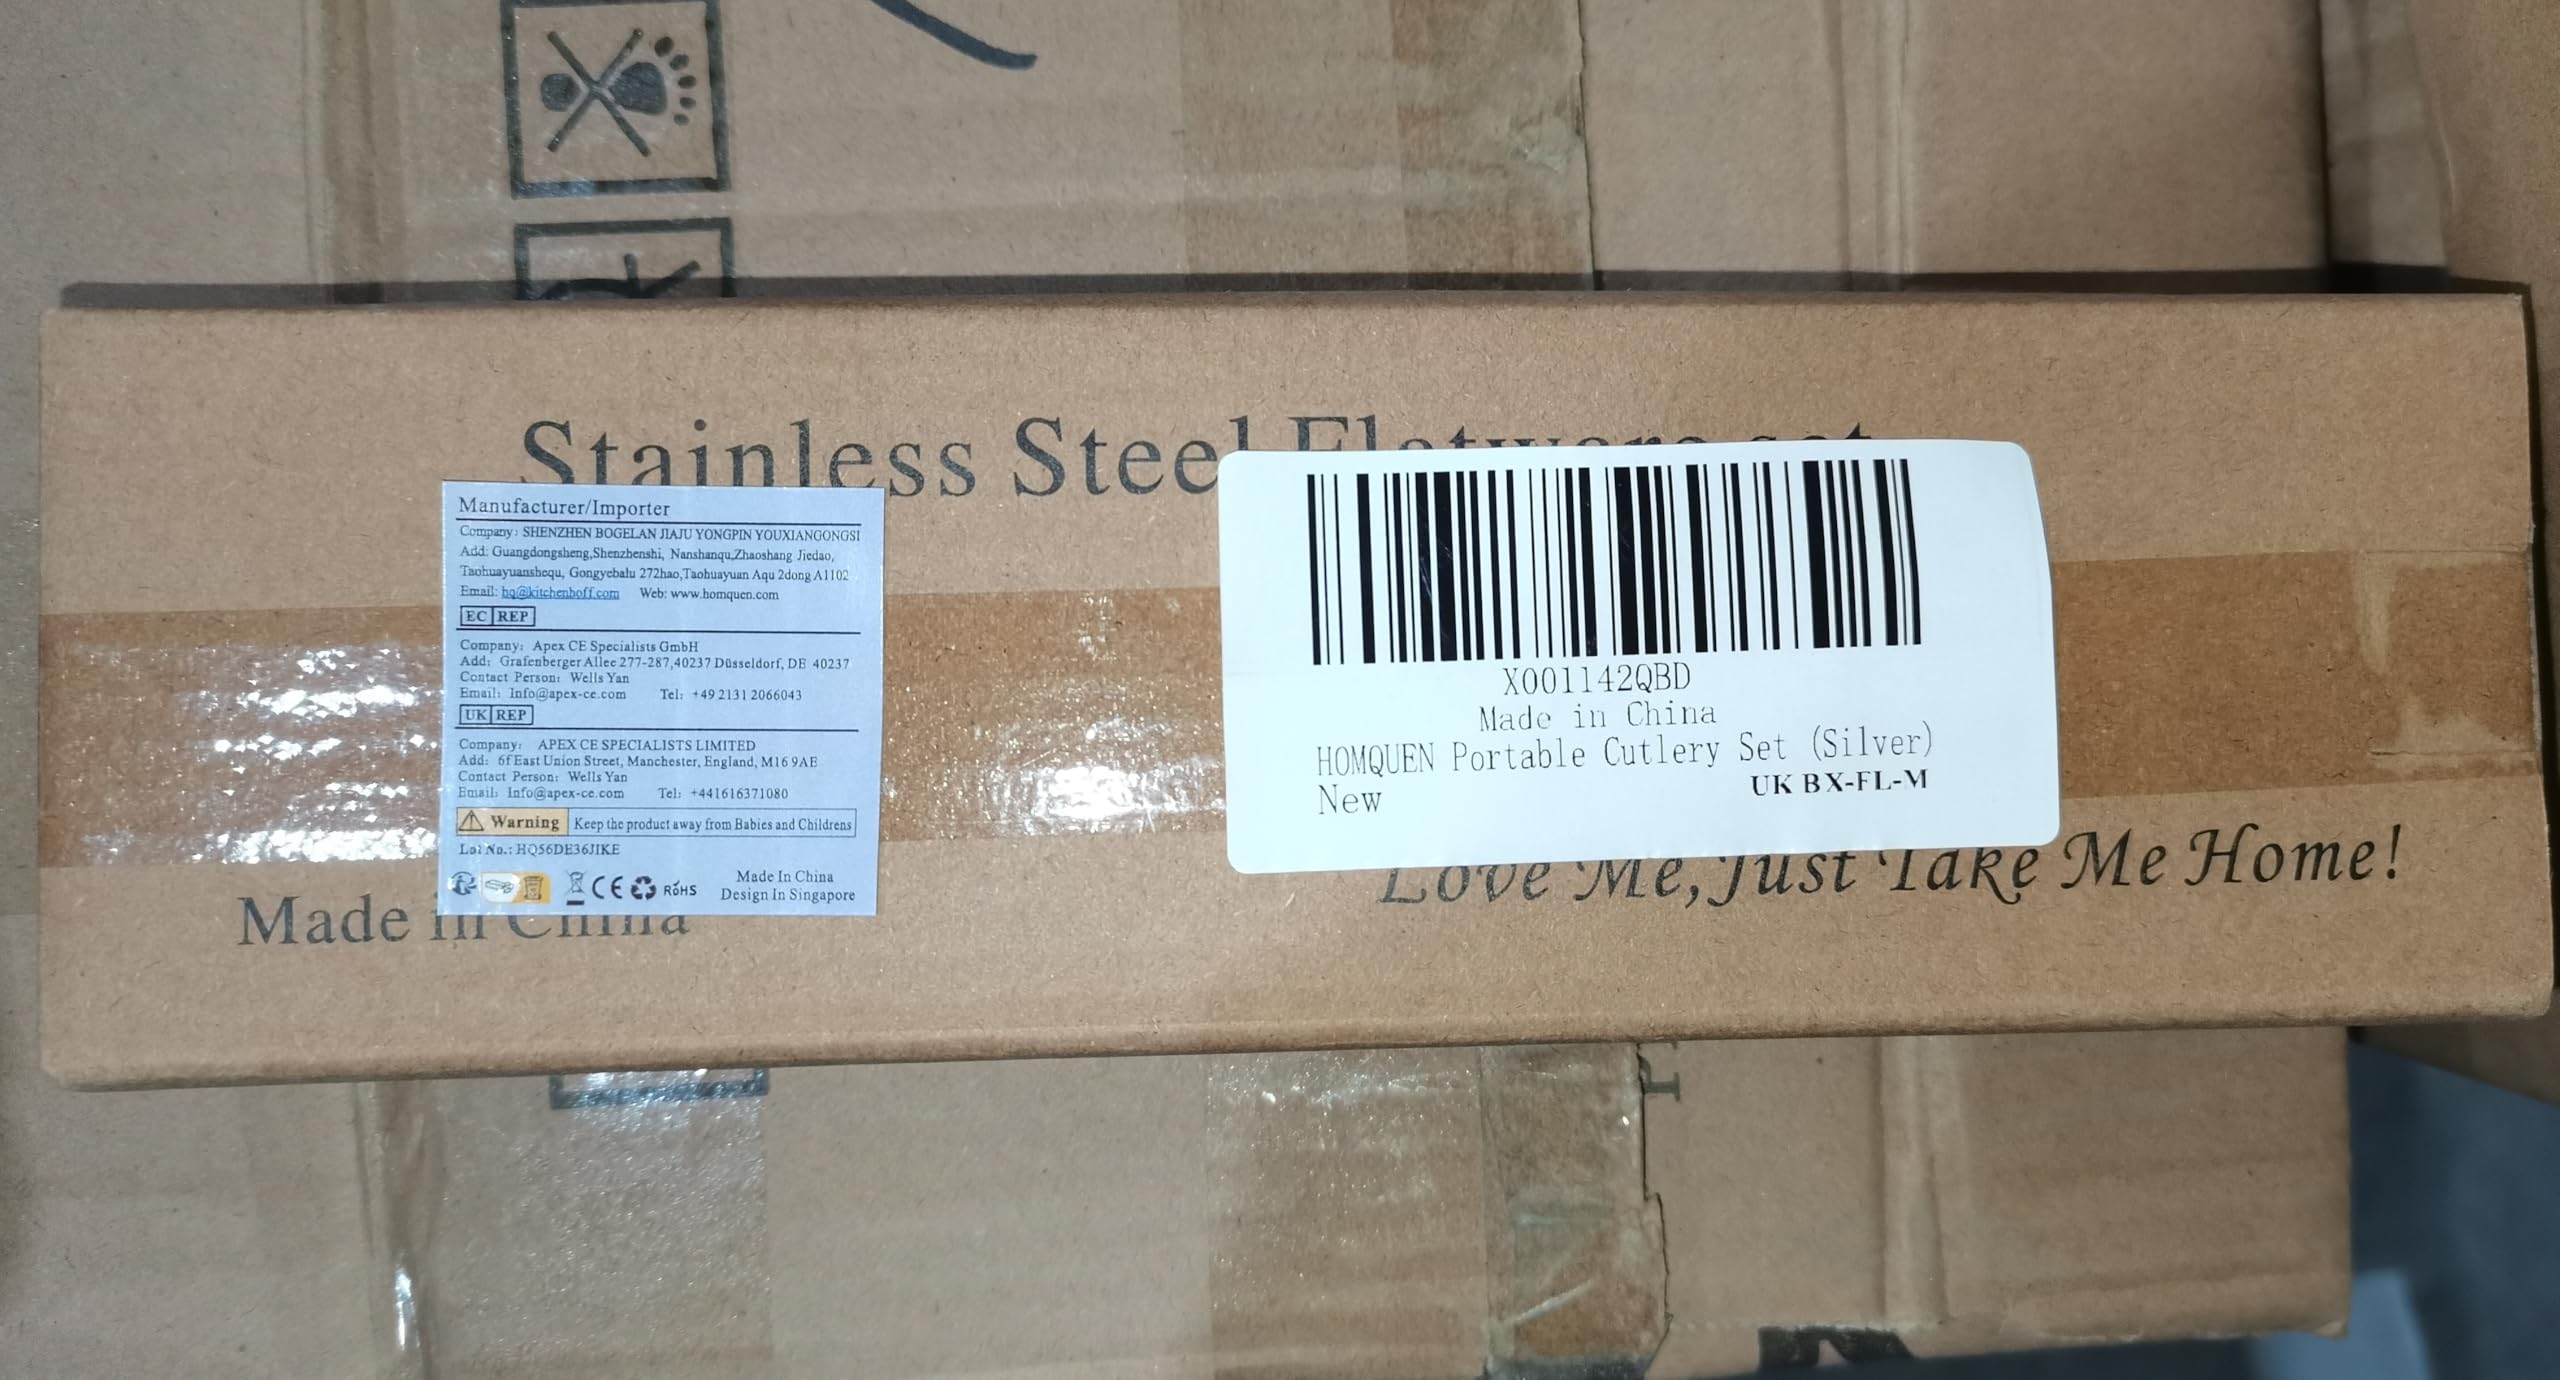 Stainless Steel Flatware set
Manufacturer/Importer
Company: SHENZHEN BOGELAN JIAJU YONGPIN YOUXIANGONGSI
Add: Guangdongsheng,Shenzhenshi, Nanshanqu,Zhaoshang Jiedao,
Taohuayuanshequ, Gongyebalu 272hao,Taohuayuan Aqu 2dong A1102
Email: hq@kitchenhoff.com Web: www.homquen.com
EC REP
Company: Apex CE Specialists GmbH
Add: Grafenberger Allee 277-287,40237 Düsseldorf, DE 40237
Contact Person: Wells Yan
Email: Info@apex-ce.com Tel: +49 2131 2066043
UK REP
Company: APEX CE SPECIALISTS LIMITED
Add: 6f East Union Street, Manchester, England, M16 9AE
Contact Person: Wells Yan
Email: Info@apex-ce.com Tel: +441616371080
Warning Keep the product away from Babies and Childrens
Lot No.: HQ56DE36JIKE
CE RoHS
Made In China
Design In Singapore
Made in China
X001142QBD
Made in China
HOMQUEN Portable Cutlery Set (Silver)
New UK BX-FL-M
Love Me, Just Take Me Home!